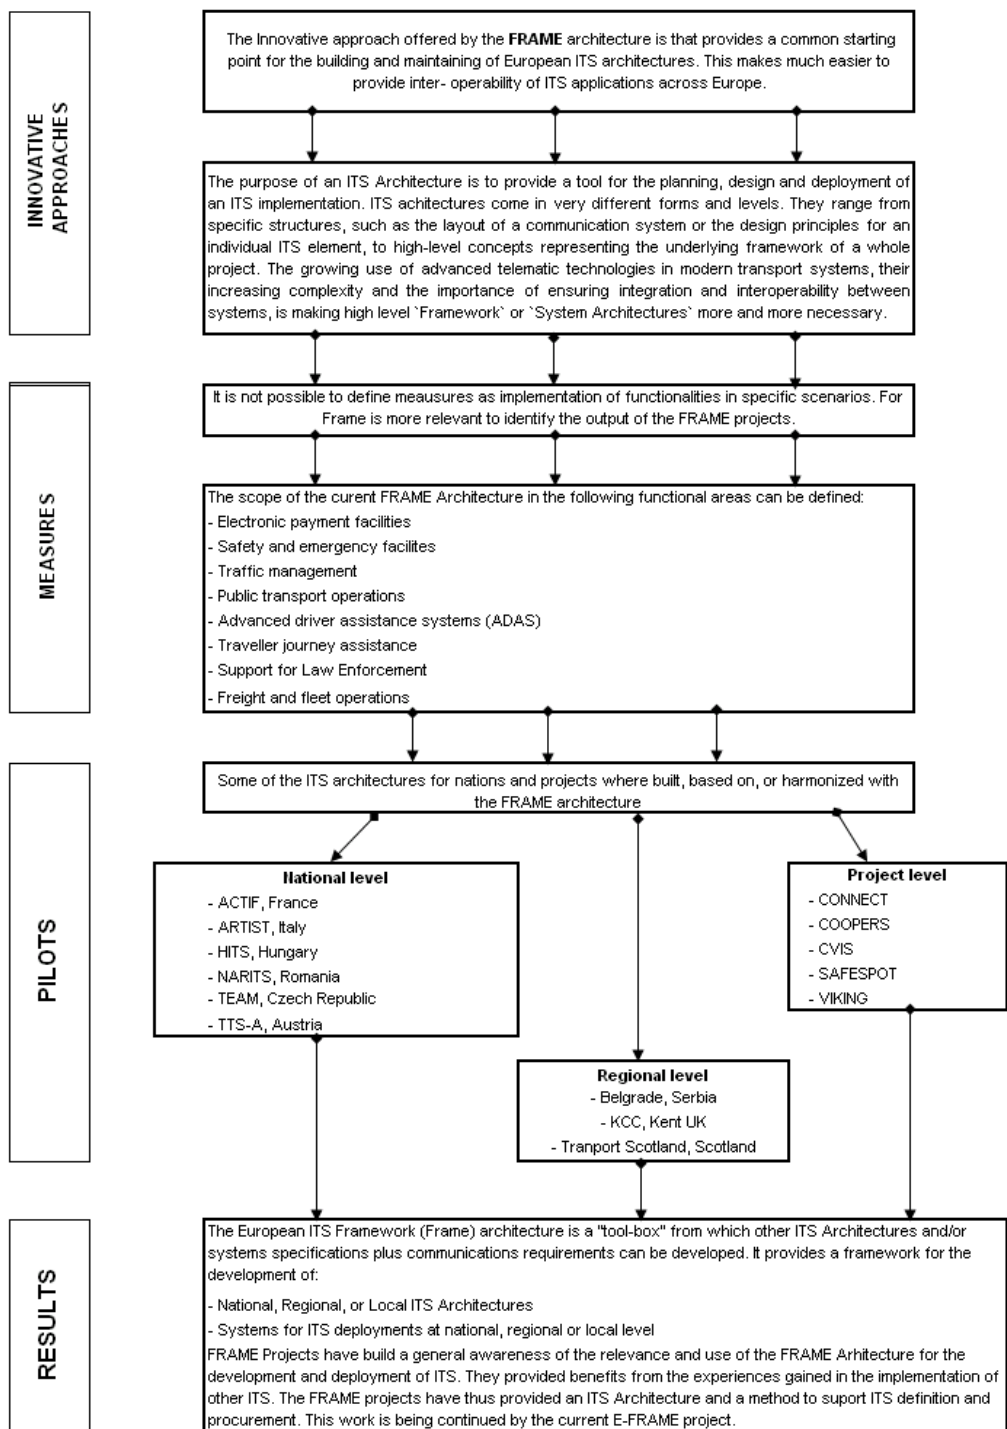 INNOVATIVE
APPROACHES
The Innovative approach offered by the FRAME architecture is that provides a common starting
point for the building and maintaining of European ITS architectures. This makes much easier to
provide inter- operability of ITS applications across Europe.
The purpose of an ITS Architecture is to provide a tool for the planning, design and deployment of
an ITS implementation. ITS achitectures come in very different forms and levels. They range from
specific structures, such as the layout of a communication system or the design principles for an
individual ITS element, to high-level concepts representing the underlying framework of a whole
project. The growing use of advanced telematic technologies in modern transport systems, their
increasing complexity and the importance of ensuring integration and interoperability between
systems, is making high level `Framework` or `System Architectures` more and more necessary.
MEASURES
It is not possible to define meausures as implementation of functionalities in specific scenarios. For
Frame is more relevant to identify the output of the FRAME projects.
The scope of the curent FRAME Architecture in the following functional areas can be defined:
- Electronic payment facilities
- Safety and emergency facilites
- Traffic management
- Public transport operations
- Advanced driver assistance systems (ADAS)
- Traveller journey assistance
- Support for Law Enforcement
- Freight and fleet operations
PILOTS
Some of the ITS architectures for nations and projects where built, based on, or harmonized with
the FRAME architecture
National level
- ACTIF, France
- ARTIST, Italy
- HITS, Hungary
- NARITS, Romania
- TEAM, Czech Republic
- TTS-A, Austria
Project level
- CONNECT
- COOPERS
- CVIS
- SAFESPOT
- VIKING
Regional level
- Belgrade, Serbia
- KCC, Kent UK
- Tranport Scotland, Scotland
RESULTS
The European ITS Framework (Frame) architecture is a "tool-box" from which other ITS Architectures and/or
systems specifications plus communications requirements can be developed. It provides a framework for the
development of:
- National, Regional, or Local ITS Architectures
- Systems for ITS deployments at national, regional or local level
FRAME Projects have build a general awareness of the relevance and use of the FRAME Arhitecture for the
development and deployment of ITS. They provided benefits from the experiences gained in the implementation of
other ITS. The FRAME projects have thus provided an ITS Architecture and a method to suport ITS definition and
procurement. This work is being continued by the current E-FRAME project.